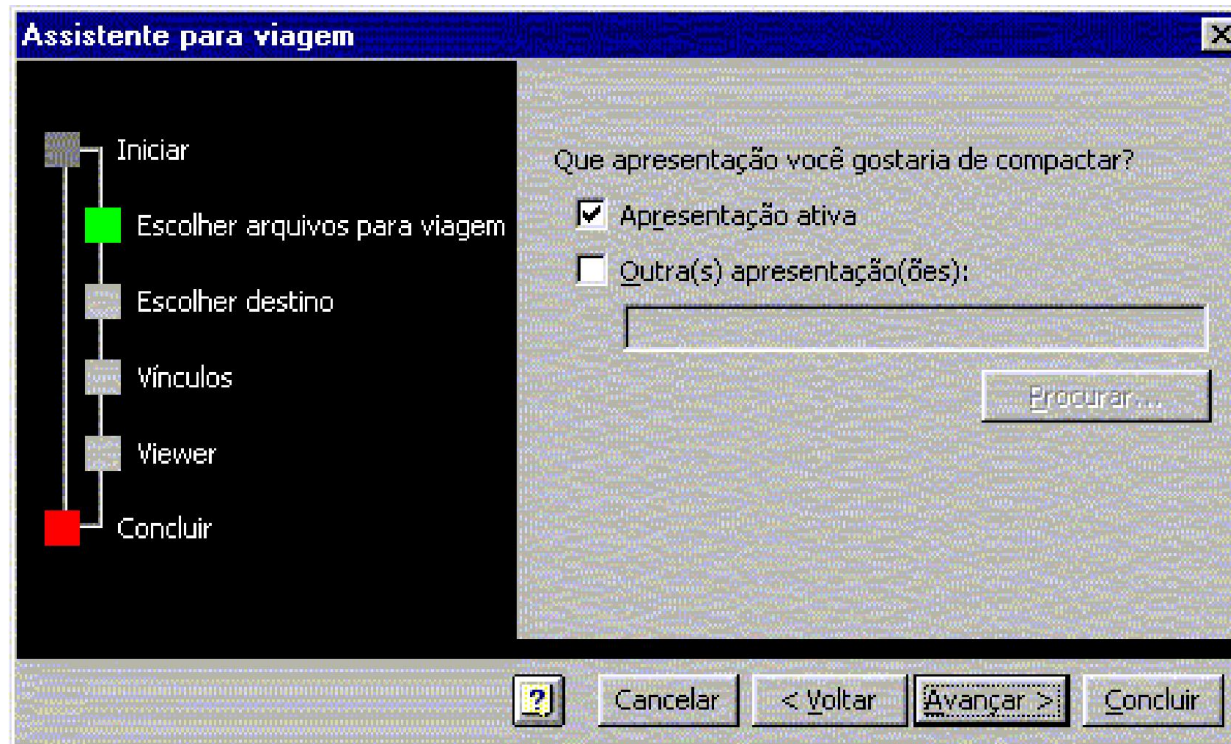 Assistente para viagem
Iniciar
Escolher arquivos para viagem
Escolher destino
Vínculos
Viewer
Concluir
Que apresentação você gostaria de compactar?
Apresentação ativa
Outra(s) apresentação(ões):
Procurar...
?
Cancelar
< Voltar
Avançar >
Concluir